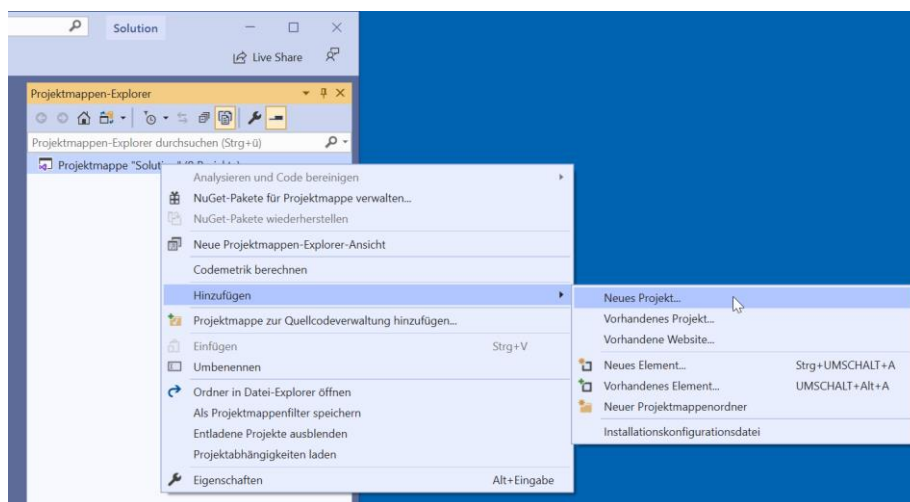 Solution
Live Share
Projektmappen-Explorer
Projektmappen-Explorer durchsuchen (Strg+ü)
Projektmappe "Solution"
Analysieren und Code bereinigen
NuGet-Pakete für Projektmappe verwalten...
NuGet-Pakete wiederherstellen
Neue Projektmappen-Explorer-Ansicht
Codemetrik berechnen
Hinzufügen
Projektmappe zur Quellcodeverwaltung hinzufügen...
Einfügen Strg+V
Umbenennen
Ordner in Datei-Explorer öffnen
Als Projektmappenfilter speichern
Entladene Projekte ausblenden
Projektabhängigkeiten laden
Eigenschaften Alt+Eingabe
Neues Projekt...
Vorhandenes Projekt...
Vorhandene Website...
Neues Element... Strg+UMSCHALT+A
Vorhandenes Element... UMSCHALT+Alt+A
Neuer Projektmappenordner
Installationskonfigurationsdatei